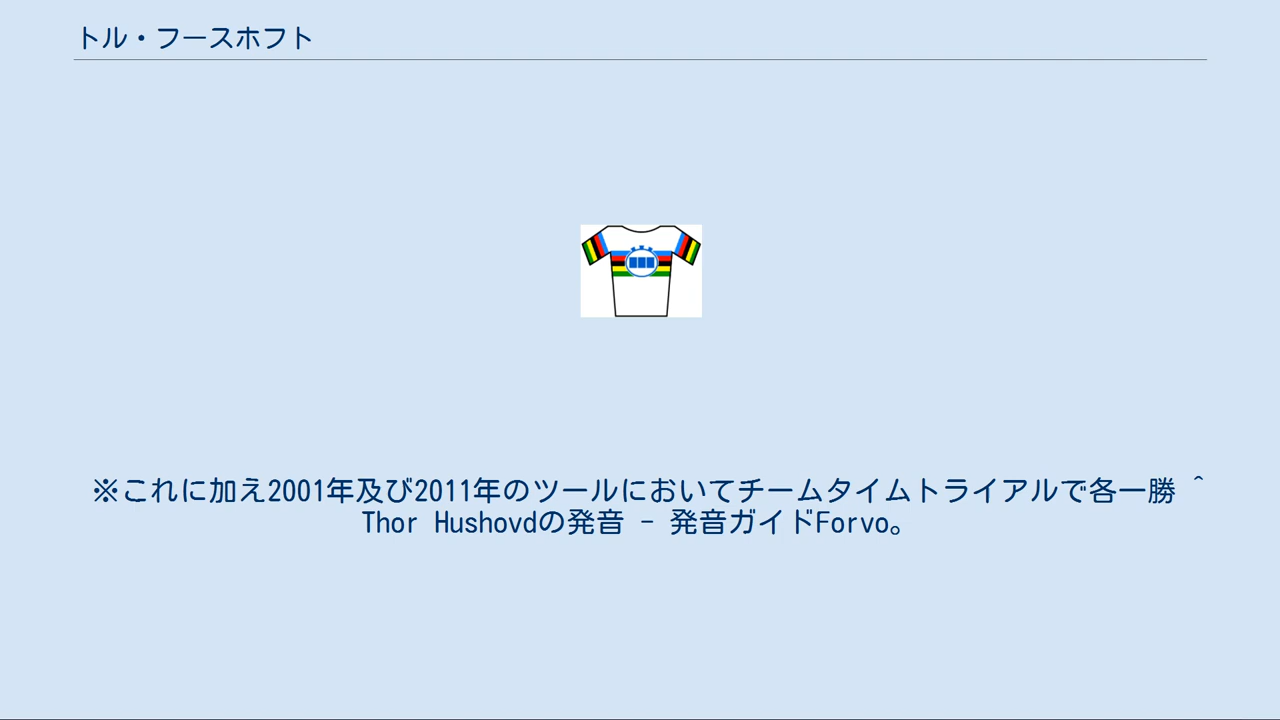 トル・フースホフト
※これに加え2001年及び2011年のツールにおいてチームタイムトライアルで各一勝 ^
Thor Hushovdの発音 - 発音ガイドForvo。